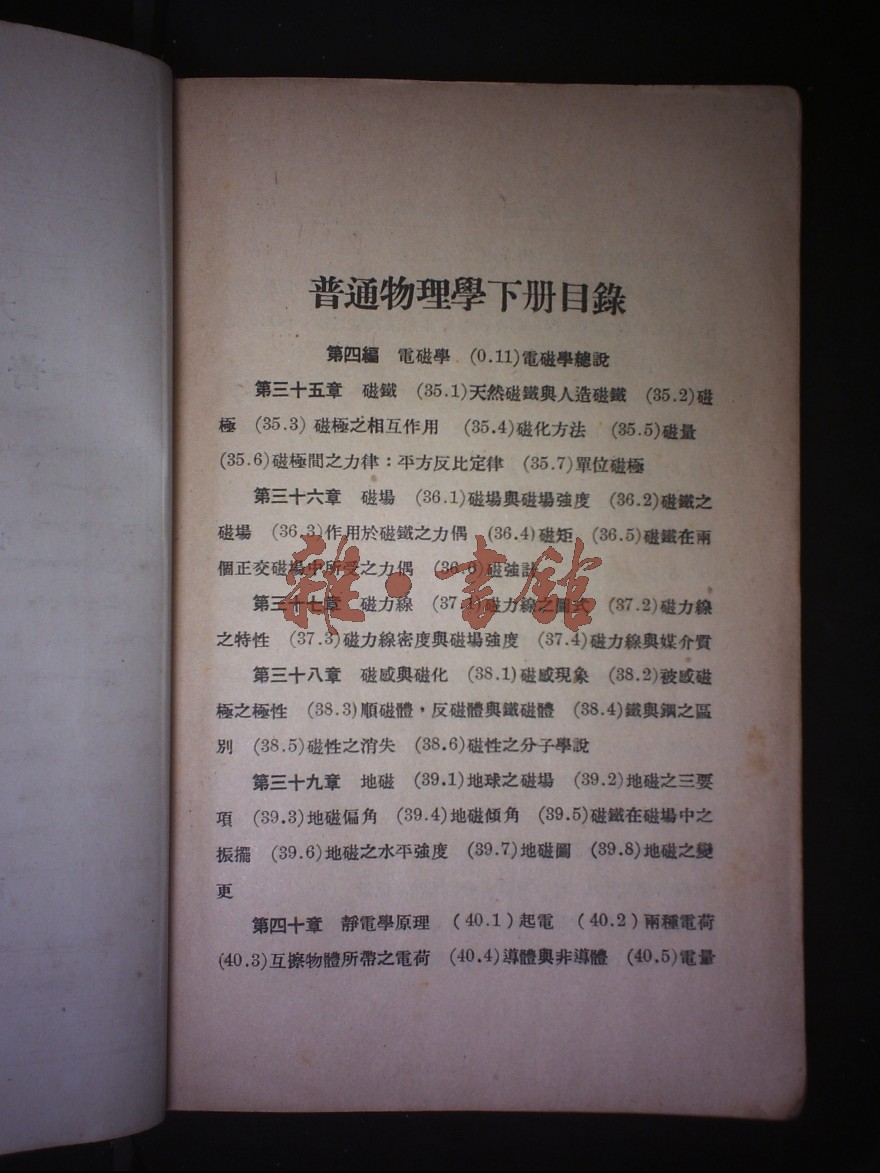 普通物理學下册目錄
第四編 電磁學 (0.11)電磁學總說
第三十五章 磁鐵 (35.1)天然磁鐵與人造磁鐵 (35.2)磁
極 (35.3) 磁極之相互作用 (35.4)磁化方法 (35.5)磁量
(35.6)磁極間之力律:平方反比定律 (35.7)單位磁極
第三十六章 磁場 (36.1)磁場與磁場強度 (36.2)磁鐵之
磁場 (36.3)作用於磁鐵之力偶 (36.4)磁矩 (36.5)磁鐵在兩
個正交磁場中所受之力偶 (36.6)磁強計
第三十七章 磁力線 (37.1)磁力線之圖式 (37.2)磁力線
之特性 (37.3)磁力線密度與磁場強度 (37.4)磁力線與媒介質
第三十八章 磁感與磁化 (38.1)磁感現象 (38.2)被感磁
極之極性 (38.3)順磁體,反磁體與鐵磁體 (38.4)鐵與鋼之區
別 (38.5)磁性之消失 (38.6)磁性之分子學說
第三十九章 地磁 (39.1)地球之磁場 (39.2)地磁之三要
項 (39.3)地磁偏角 (39.4)地磁傾角 (39.5)磁鐵在磁場中之
振擺 (39.6)地磁之水平強度 (39.7)地磁圖 (39.8)地磁之變
更
第四十章 靜電學原理 (40.1)起電 (40.2)兩種電荷
(40.3)互擦物體所帶之電荷 (40.4)導體與非導體 (40.5)電量
雜·書館